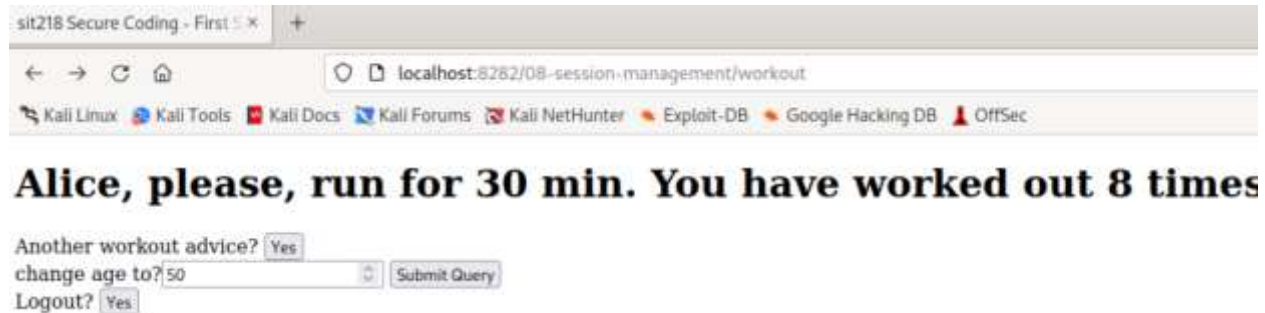 sit218 Secure Coding - First S
localhost:8282/08-session-management/workout
Kali Linux Kali Tools Kali Docs Kali Forums Kali NetHunter Exploit-DB Google Hacking DB OffSec
Alice, please, run for 30 min. You have worked out 8 times
Another workout advice? Yes
change age to? 50 Submit Query
Logout? Yes